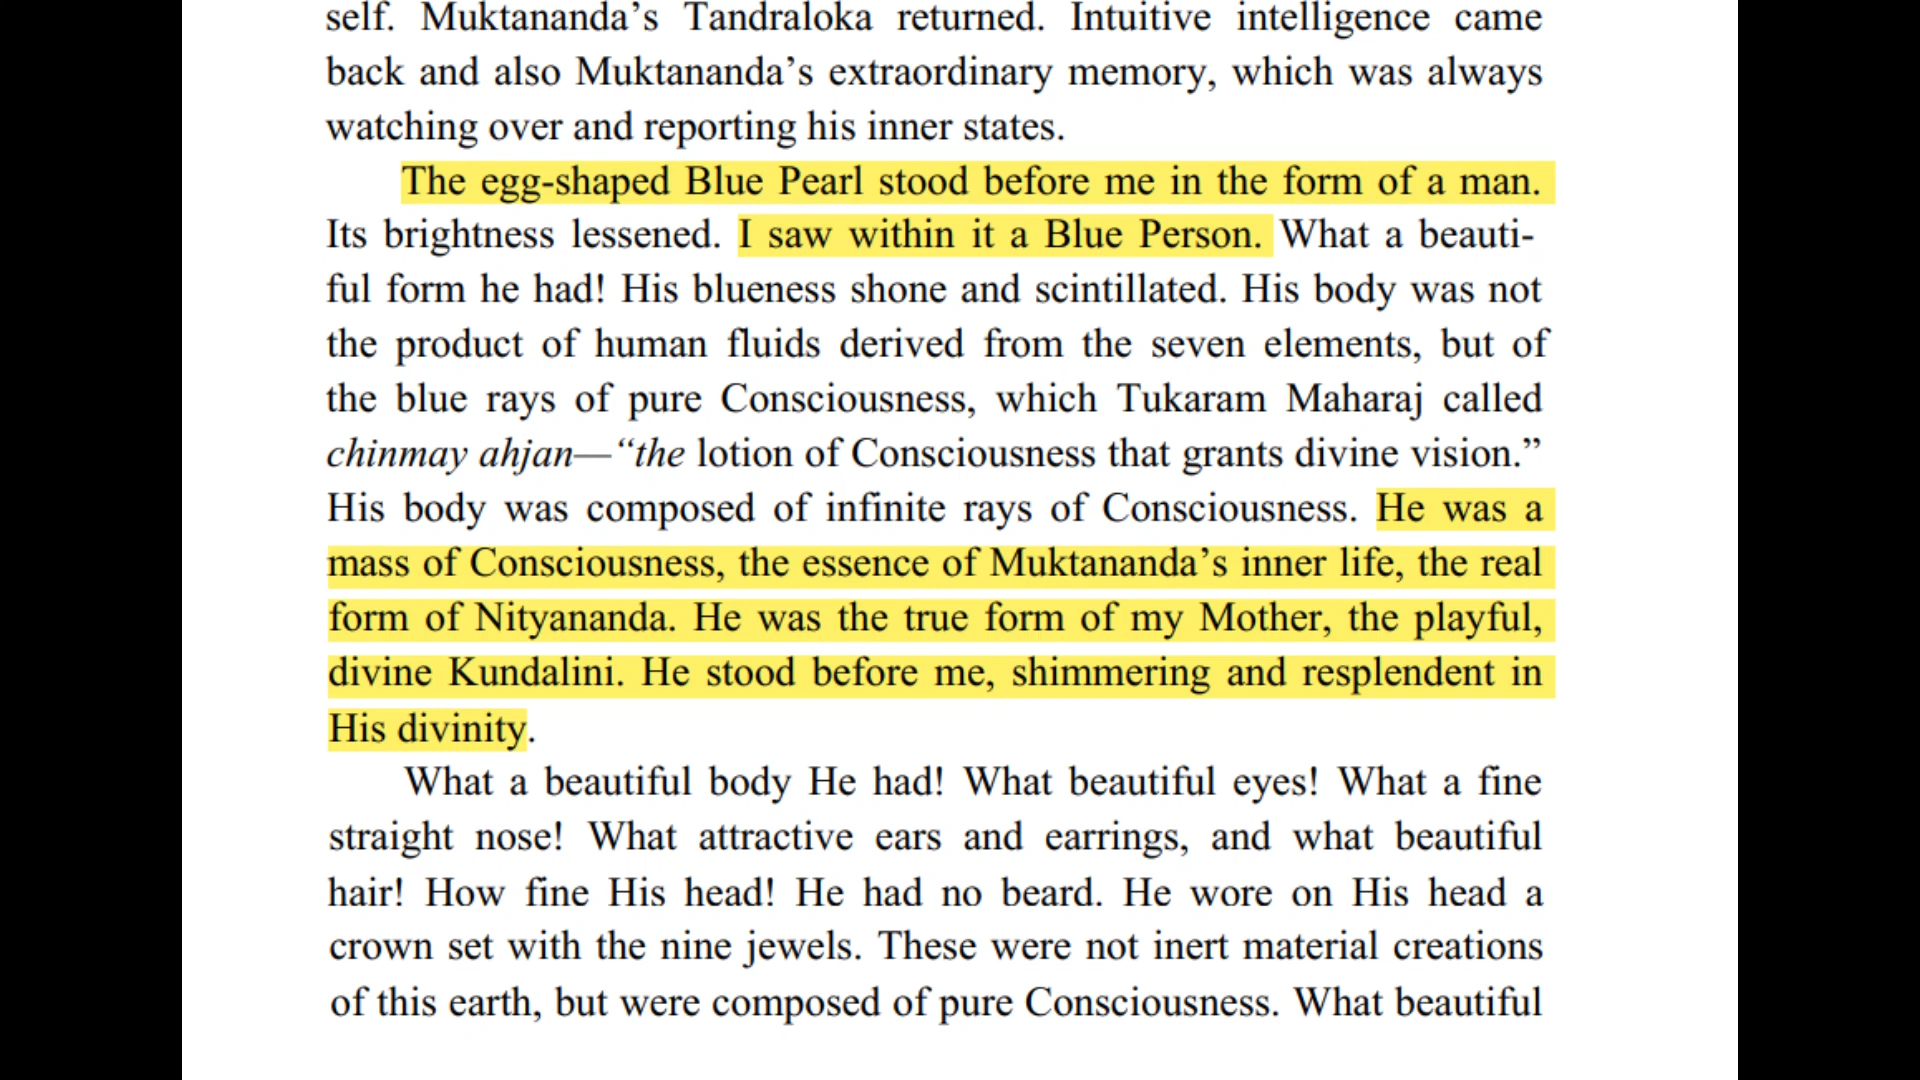 self. Muktananda’s Tandraloka returned. Intuitive intelligence came
back and also Muktananda’s extraordinary memory, which was always
watching over and reporting his inner states.
The egg-shaped Blue Pearl stood before me in the form of a man.
Its brightness lessened. I saw within it a Blue Person. What a beauti-
ful form he had! His blueness shone and scintillated. His body was not
the product of human fluids derived from the seven elements, but of
the blue rays of pure Consciousness, which Tukaram Maharaj called
chinmay ahjan—“the lotion of Consciousness that grants divine vision.”
His body was composed of infinite rays of Consciousness. He was a
mass of Consciousness, the essence of Muktananda’s inner life, the real
form of Nityananda. He was the true form of my Mother, the playful,
divine Kundalini. He stood before me, shimmering and resplendent in
His divinity.
What a beautiful body He had! What beautiful eyes! What a fine
straight nose! What attractive ears and earrings, and what beautiful
hair! How fine His head! He had no beard. He wore on His head a
crown set with the nine jewels. These were not inert material creations
of this earth, but were composed of pure Consciousness. What beautiful